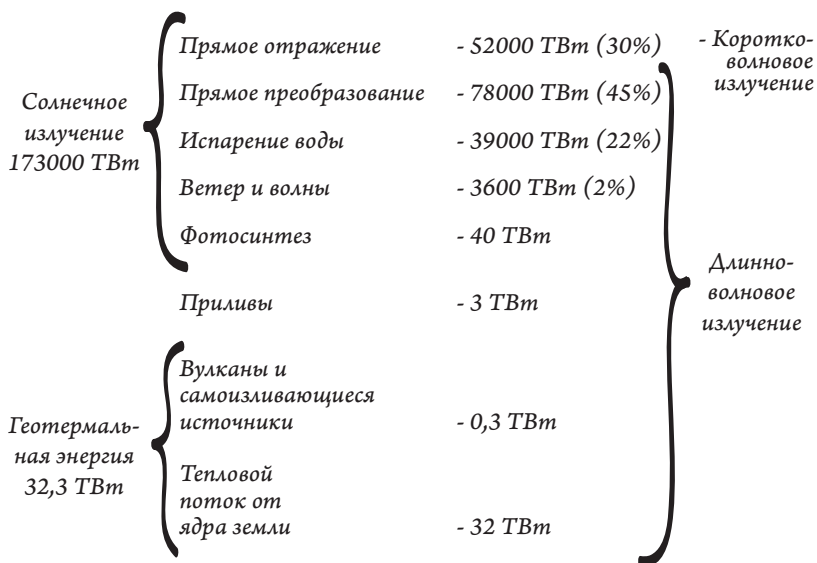 Прямое отражение - 52000 ТВт (30%) - Коротко-
волновое
излучение
Солнечное
излучение
173000 ТВт
Прямое преобразование - 78000 ТВт (45%)
Испарение воды - 39000 ТВт (22%)
Ветер и волны - 3600 ТВт (2%)
Фотосинтез - 40 ТВт
Приливы - 3 ТВт
Длинно-
волновое
излучение
Геотермаль-
ная энергия
32,3 ТВт
Вулканы и
самоизливающиеся
источники - 0,3 ТВт
Тепловой
поток от
ядра земли - 32 ТВт